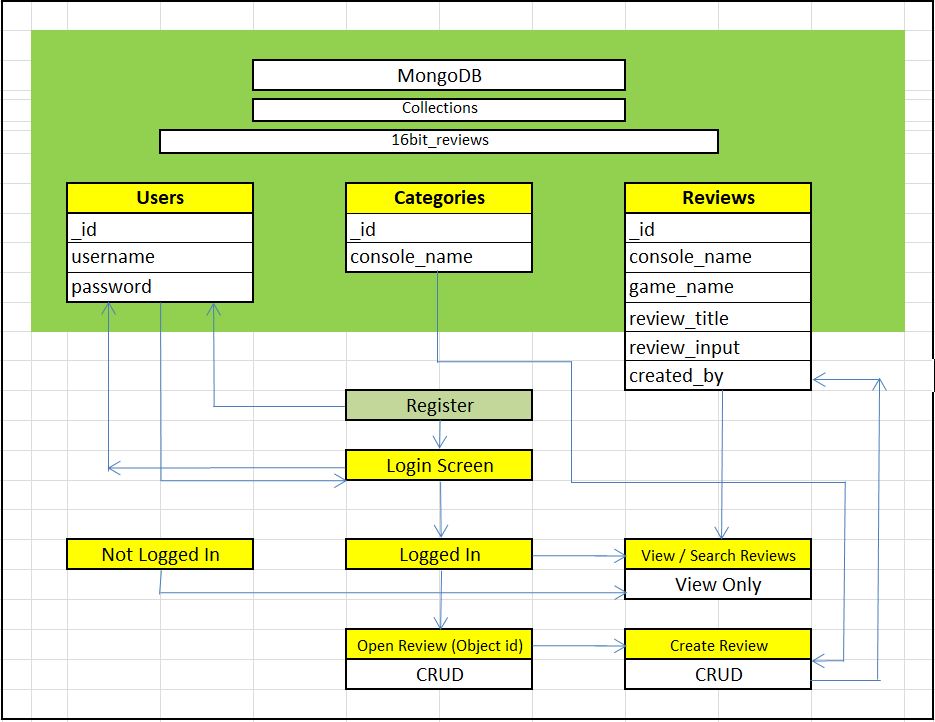 MongoDB
Collections
16bit_reviews
Users
_id
username
password
Categories
_id
console_name
Reviews
_id
console_name
game_name
review_title
review_input
created_by
Register
Login Screen
Not Logged In
Logged In
View / Search Reviews
View Only
Open Review (Object id)
CRUD
Create Review
CRUD